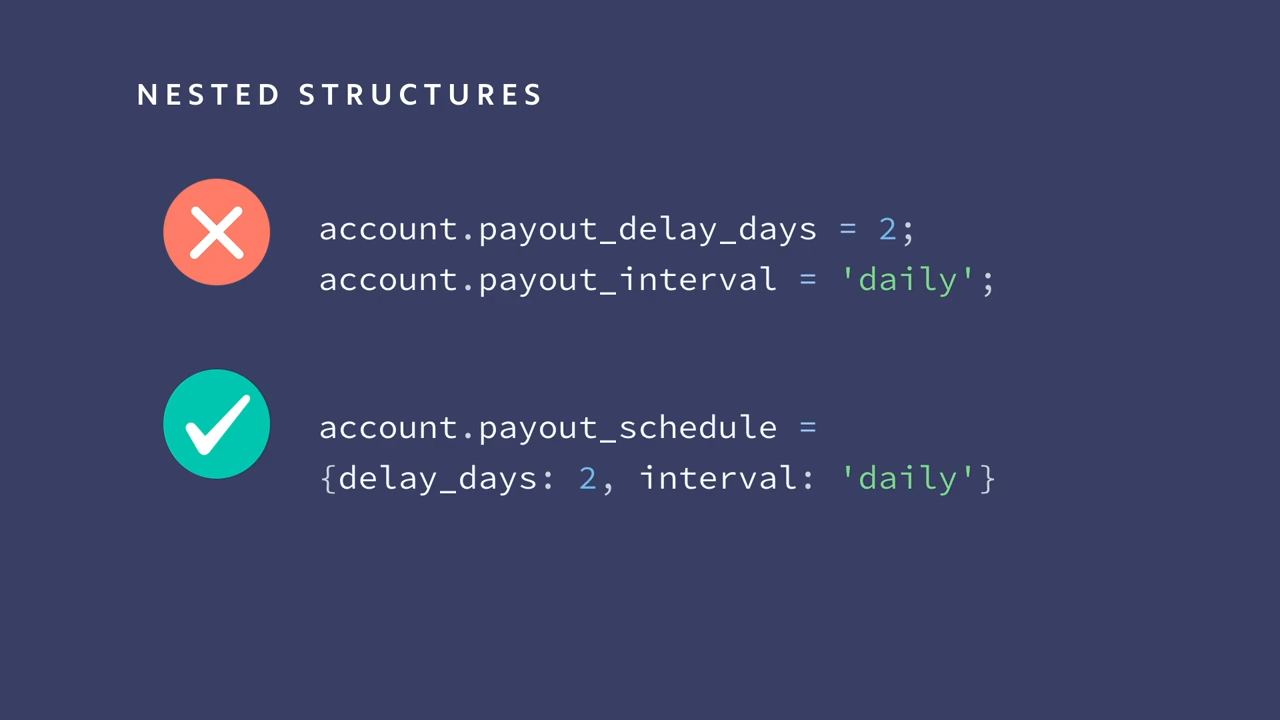 NESTED STRUCTURES
account.payout_delay_days = 2;
account.payout_interval = 'daily';
account.payout_schedule =
{delay_days: 2, interval: 'daily'}